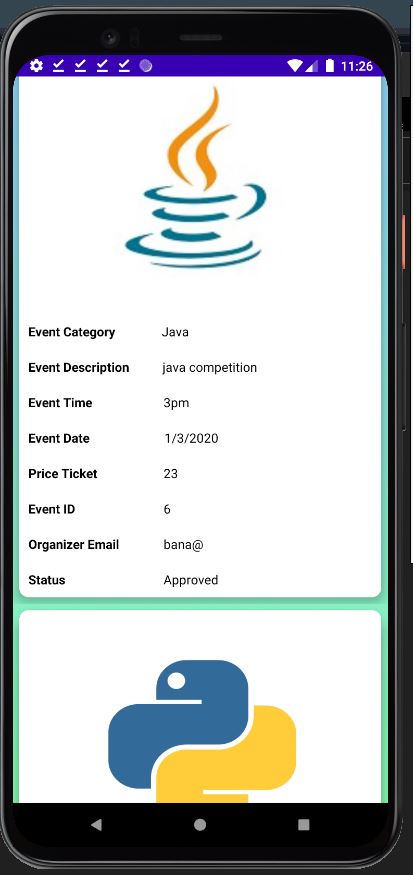 11:26
Event Category Java
Event Description java competition
Event Time 3pm
Event Date 1/3/2020
Price Ticket 23
Event ID 6
Organizer Email bana@
Status Approved